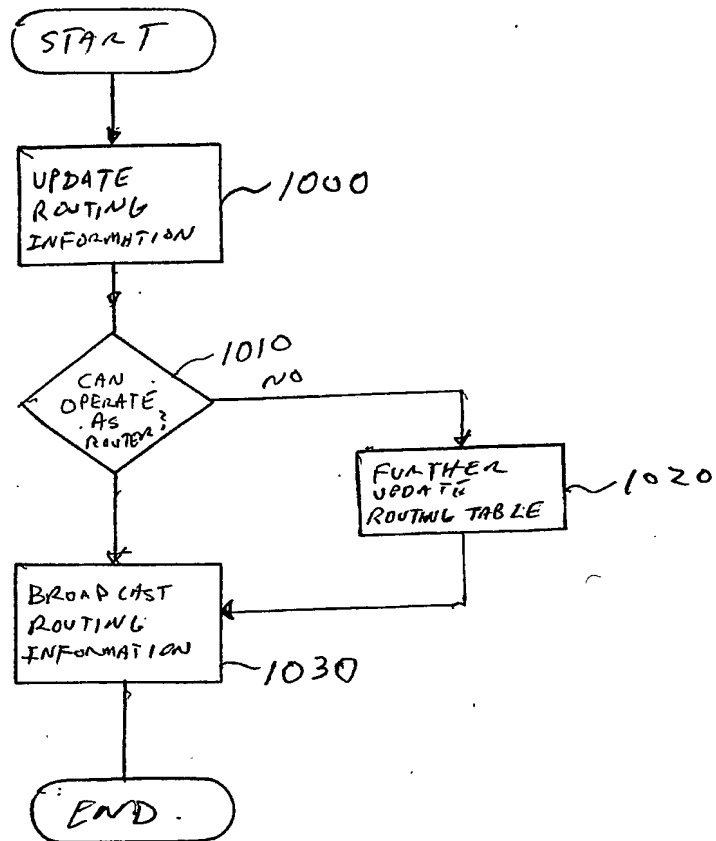 START
UPDATE
ROUTING
INFORMATION
1000
1010
CAN
OPERATE
AS
ROUTER?
NO
FURTHER
UPDATE
ROUTING TABLE
1020
BROADCAST
ROUTING
INFORMATION
1030
END.